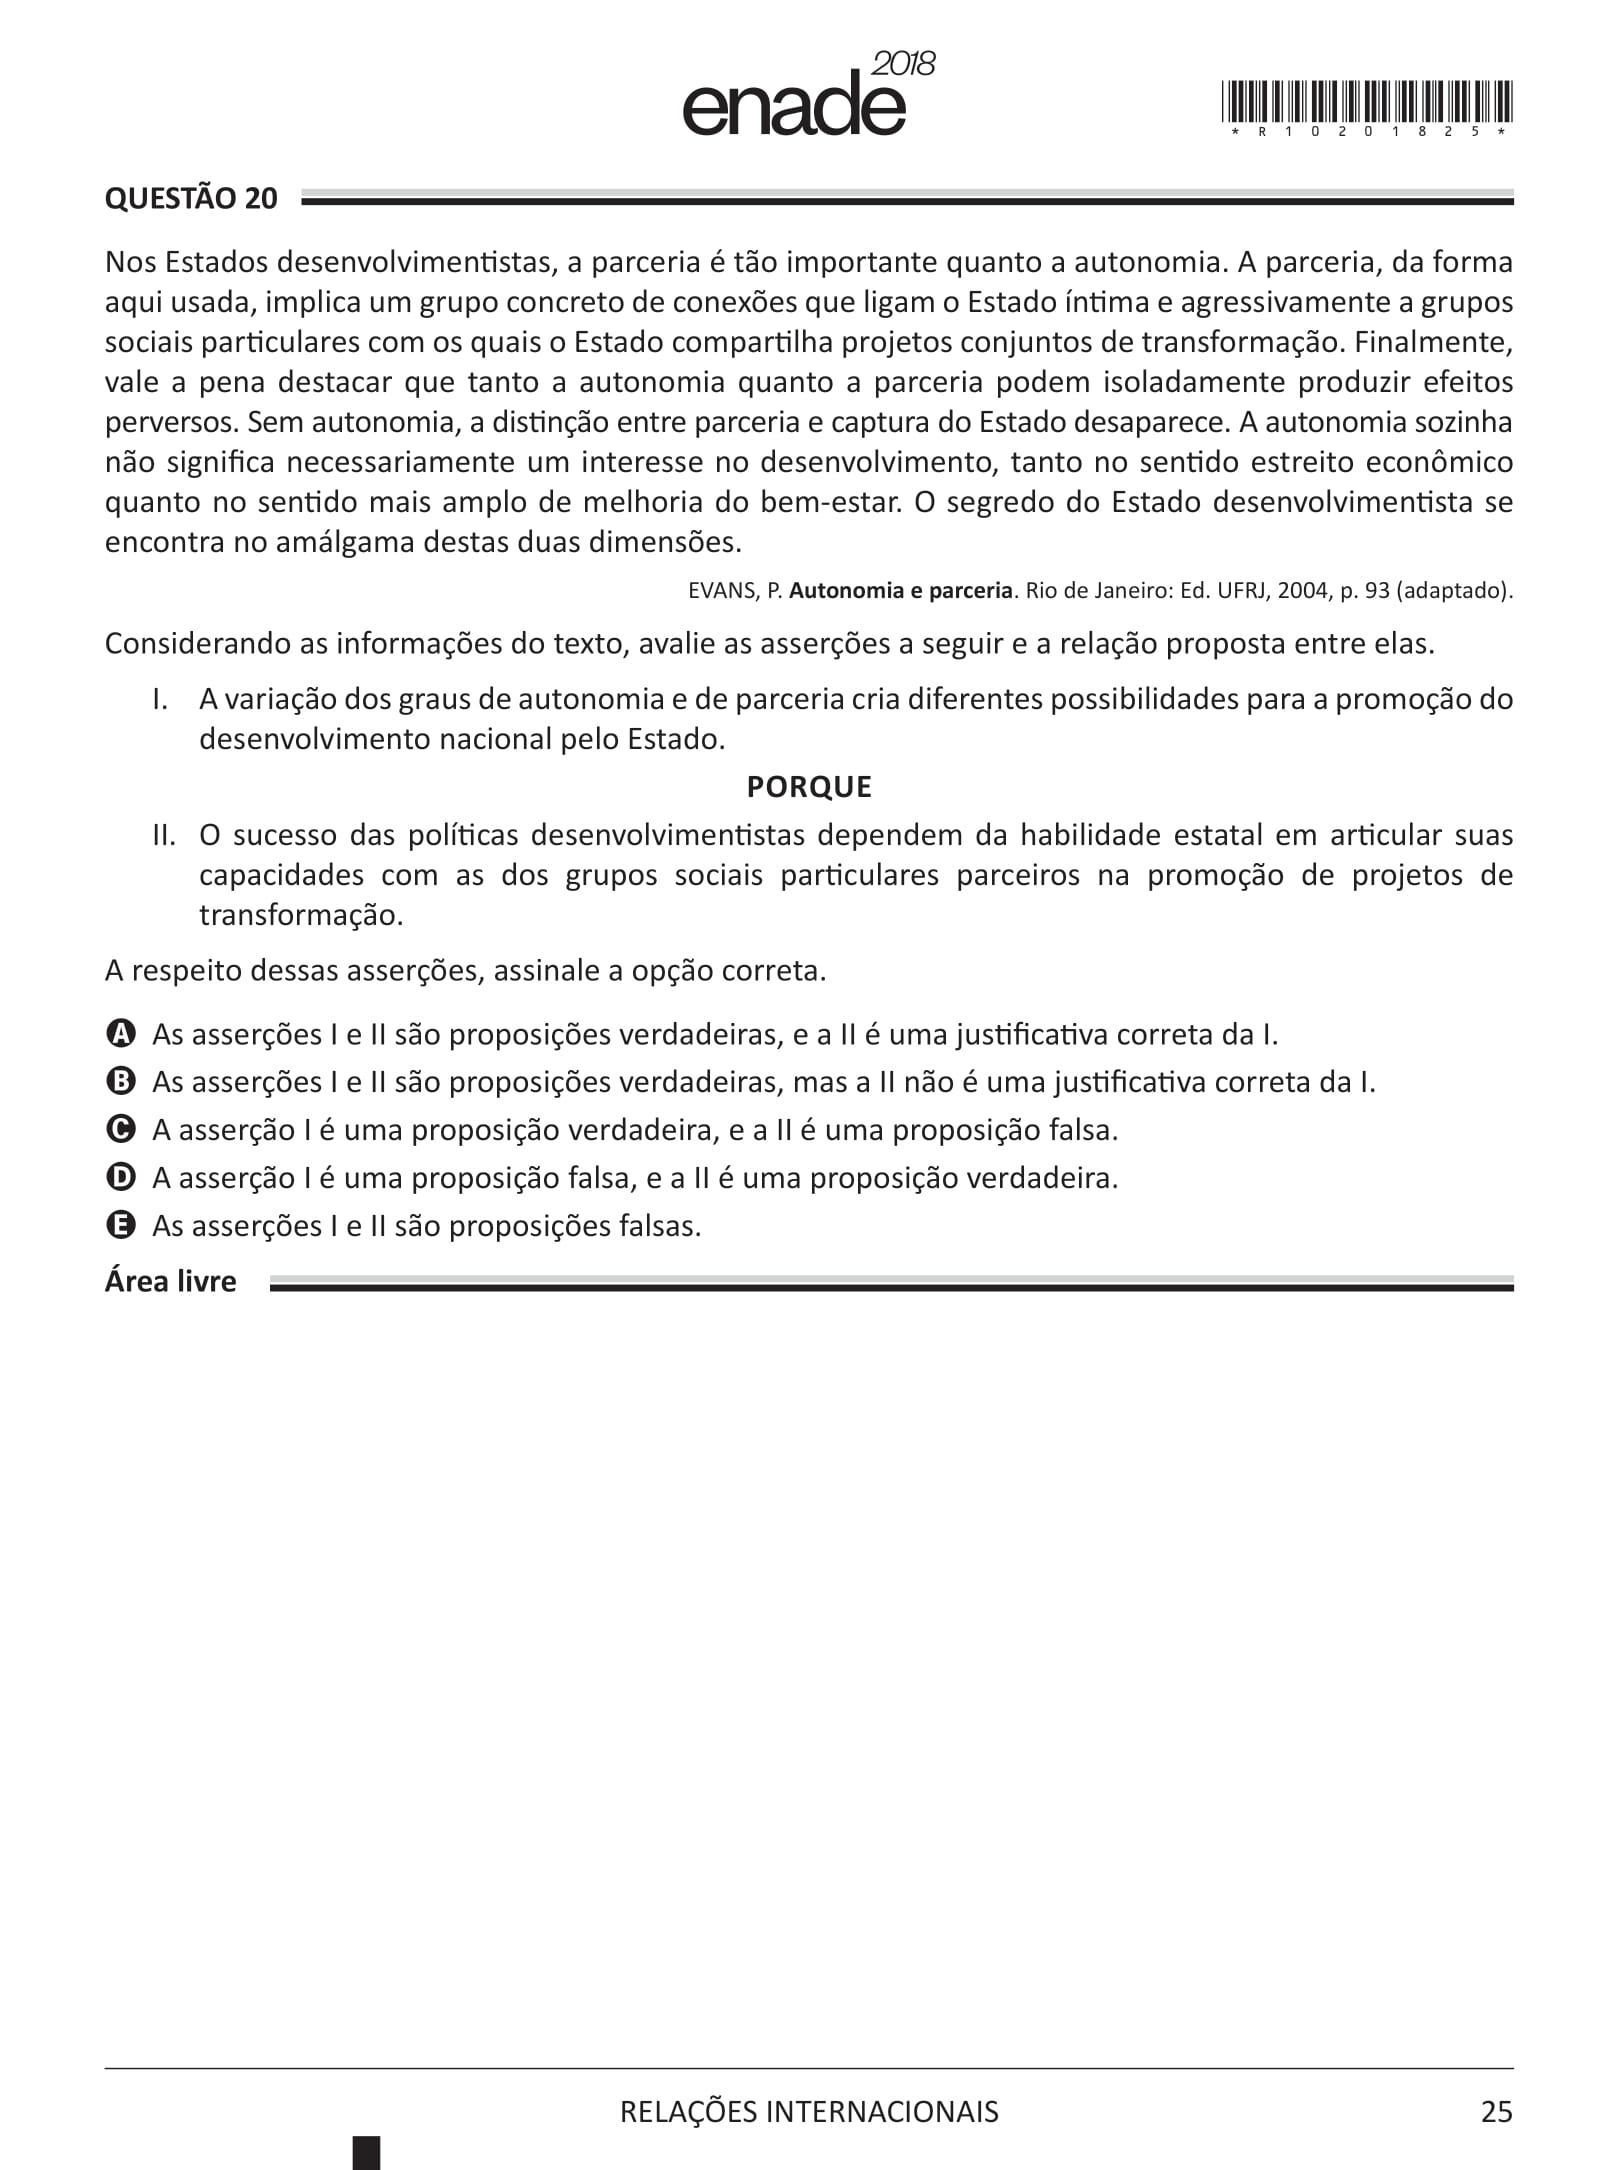 enade 2018
* R 1 0 2 0 1 8 2 5 *
QUESTÃO 20
Nos Estados desenvolvimentistas, a parceria é tão importante quanto a autonomia. A parceria, da forma
aqui usada, implica um grupo concreto de conexões que ligam o Estado íntima e agressivamente a grupos
sociais particulares com os quais o Estado compartilha projetos conjuntos de transformação. Finalmente,
vale a pena destacar que tanto a autonomia quanto a parceria podem isoladamente produzir efeitos
perversos. Sem autonomia, a distinção entre parceria e captura do Estado desaparece. A autonomia sozinha
não significa necessariamente um interesse no desenvolvimento, tanto no sentido estreito econômico
quanto no sentido mais amplo de melhoria do bem-estar. O segredo do Estado desenvolvimentista se
encontra no amálgama destas duas dimensões.
EVANS, P. Autonomia e parceria. Rio de Janeiro: Ed. UFRJ, 2004, p. 93 (adaptado).
Considerando as informações do texto, avalie as asserções a seguir e a relação proposta entre elas.
I. A variação dos graus de autonomia e de parceria cria diferentes possibilidades para a promoção do
desenvolvimento nacional pelo Estado.
PORQUE
II. O sucesso das políticas desenvolvimentistas dependem da habilidade estatal em articular suas
capacidades com as dos grupos sociais particulares parceiros na promoção de projetos de
transformação.
A respeito dessas asserções, assinale a opção correta.
A As asserções I e II são proposições verdadeiras, e a II é uma justificativa correta da I.
B As asserções I e II são proposições verdadeiras, mas a II não é uma justificativa correta da I.
C A asserção I é uma proposição verdadeira, e a II é uma proposição falsa.
D A asserção I é uma proposição falsa, e a II é uma proposição verdadeira.
E As asserções I e II são proposições falsas.
Área livre
RELAÇÕES INTERNACIONAIS
25